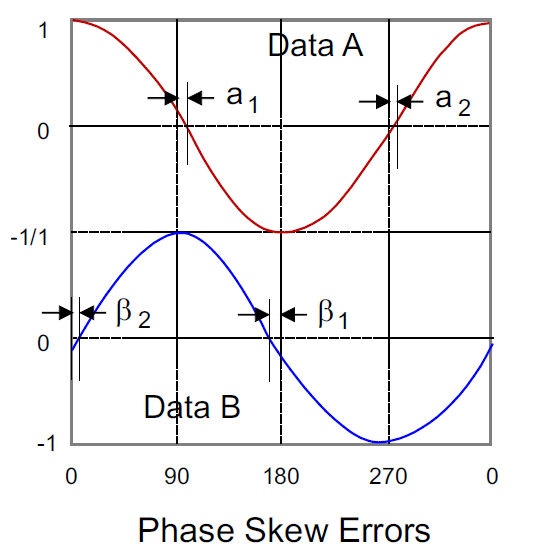 1
Data A
a 1
a 2
0
-1/1
β 2
β 1
0
Data B
-1
0 90 180 270 0
Phase Skew Errors